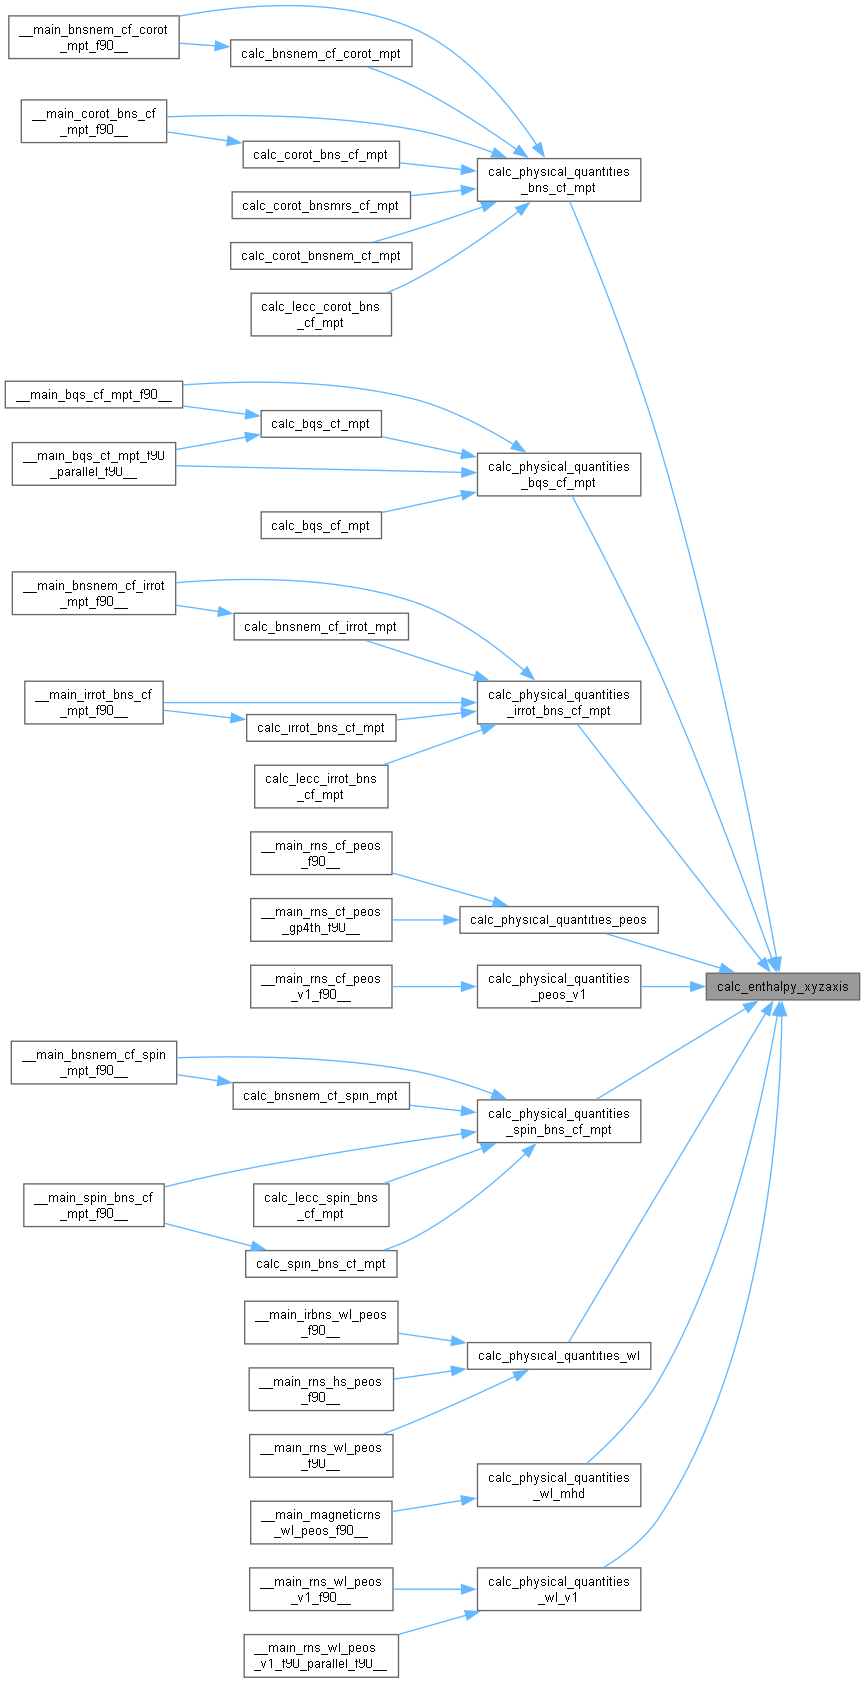 __main_bnsnem_cf_corot
_mpt_f90__
calc_bnsnem_cf_corot_mpt
__main_corot_bns_cf
_mpt_f90__
calc_corot_bns_cf_mpt
calc_physical_quantities
_bns_cf_mpt
calc_corot_bnsmrs_cf_mpt
calc_corot_bnsnem_cf_mpt
calc_lecc_corot_bns
_cf_mpt
__main_bqs_cf_mpt_f90__
calc_bqs_cf_mpt
__main_bqs_cf_mpt_f90
_parallel_f90__
calc_physical_quantities
_bqs_cf_mpt
calc_bqs_cf_mpt
__main_bnsnem_cf_irrot
_mpt_f90__
calc_bnsnem_cf_irrot_mpt
__main_irrot_bns_cf
_mpt_f90__
calc_physical_quantities
_irrot_bns_cf_mpt
calc_irrot_bns_cf_mpt
calc_lecc_irrot_bns
_cf_mpt
__main_rns_cf_peos
_f90__
__main_rns_cf_peos
_gp4th_f90__
calc_physical_quantities_peos
__main_rns_cf_peos
_v1_f90__
calc_physical_quantities
_peos_v1
calc_enthalpy_xyzaxis
__main_bnsnem_cf_spin
_mpt_f90__
calc_bnsnem_cf_spin_mpt
calc_physical_quantities
_spin_bns_cf_mpt
__main_spin_bns_cf
_mpt_f90__
calc_lecc_spin_bns
_cf_mpt
calc_spin_bns_cf_mpt
__main_irbns_wl_peos
_f90__
calc_physical_quantities_wl
__main_rns_hs_peos
_f90__
__main_rns_wl_peos
_f90__
calc_physical_quantities
_wl_mhd
__main_magneticrns
_wl_peos_f90__
__main_rns_wl_peos
_v1_f90__
calc_physical_quantities
_wl_v1
__main_rns_wl_peos
_v1_f90_parallel_f90__